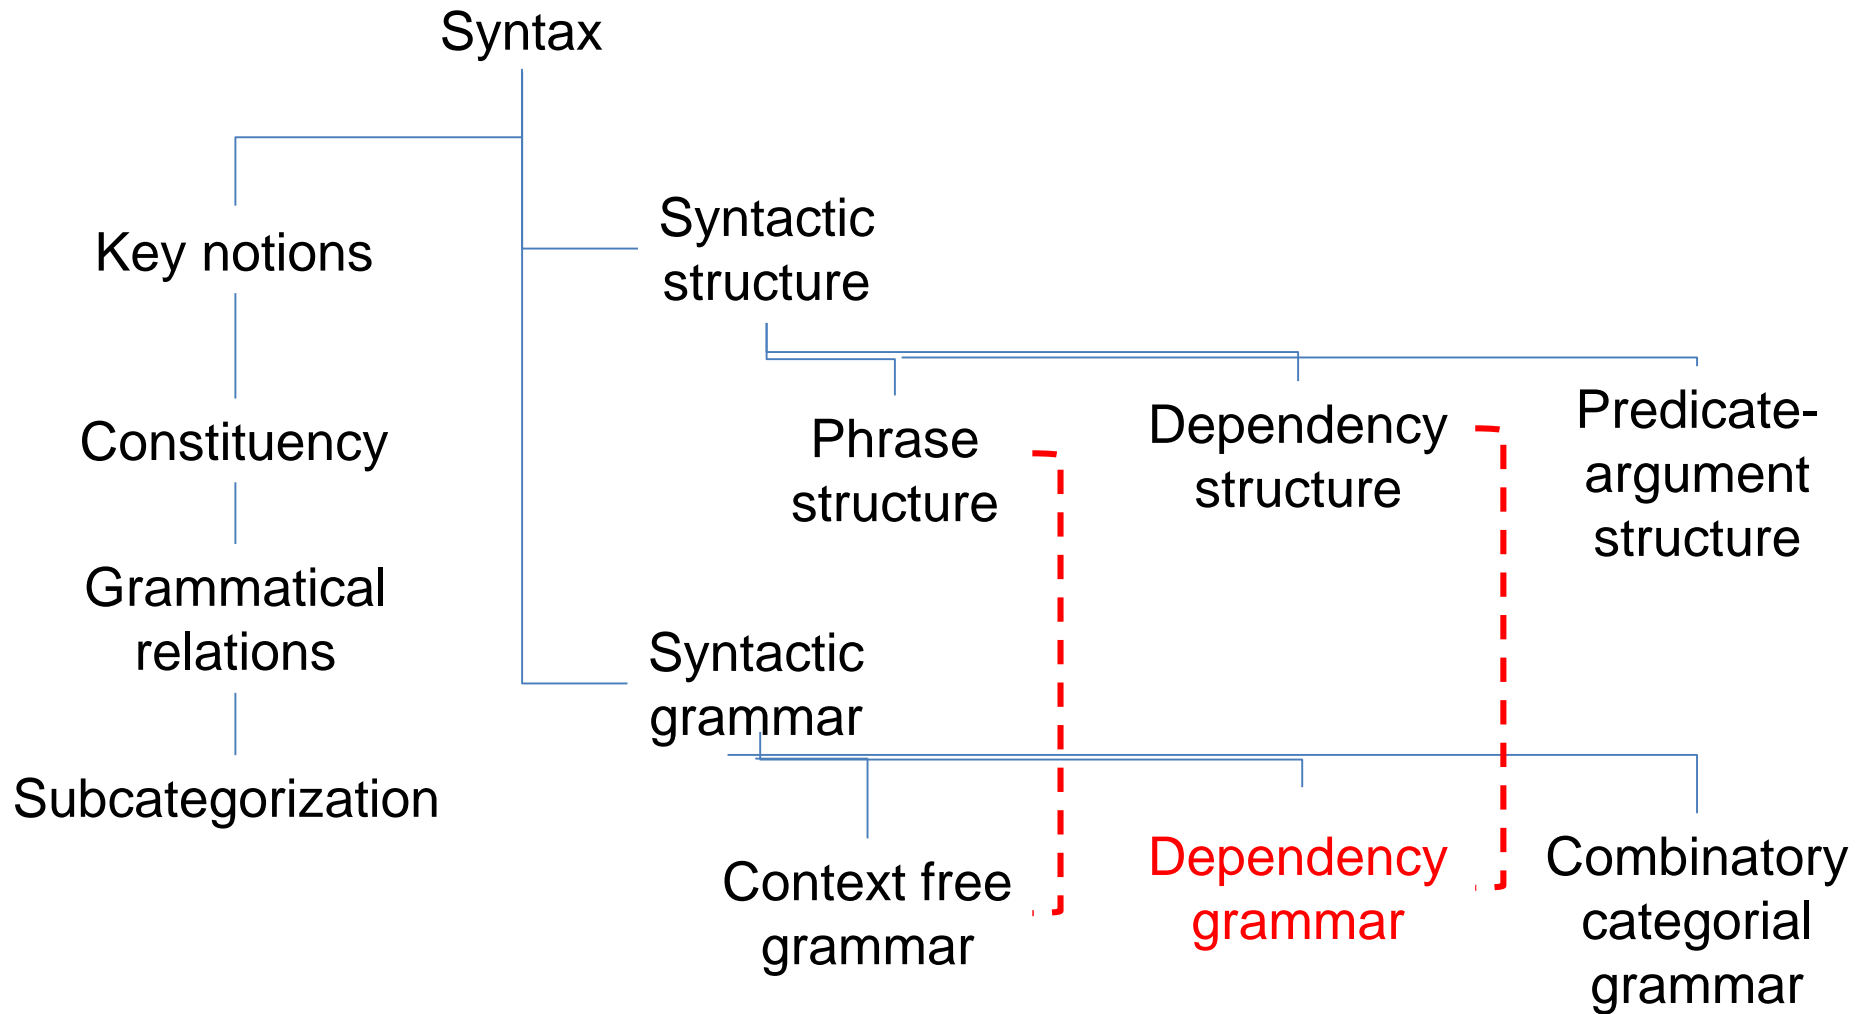 Syntax
Key notions
Constituency
Grammatical
relations
Subcategorization
Syntactic
structure
Phrase
structure
Dependency
structure
Predicate-
argument
structure
Syntactic
grammar
Context free
grammar
Dependency
grammar
Combinatory
categorial
grammar